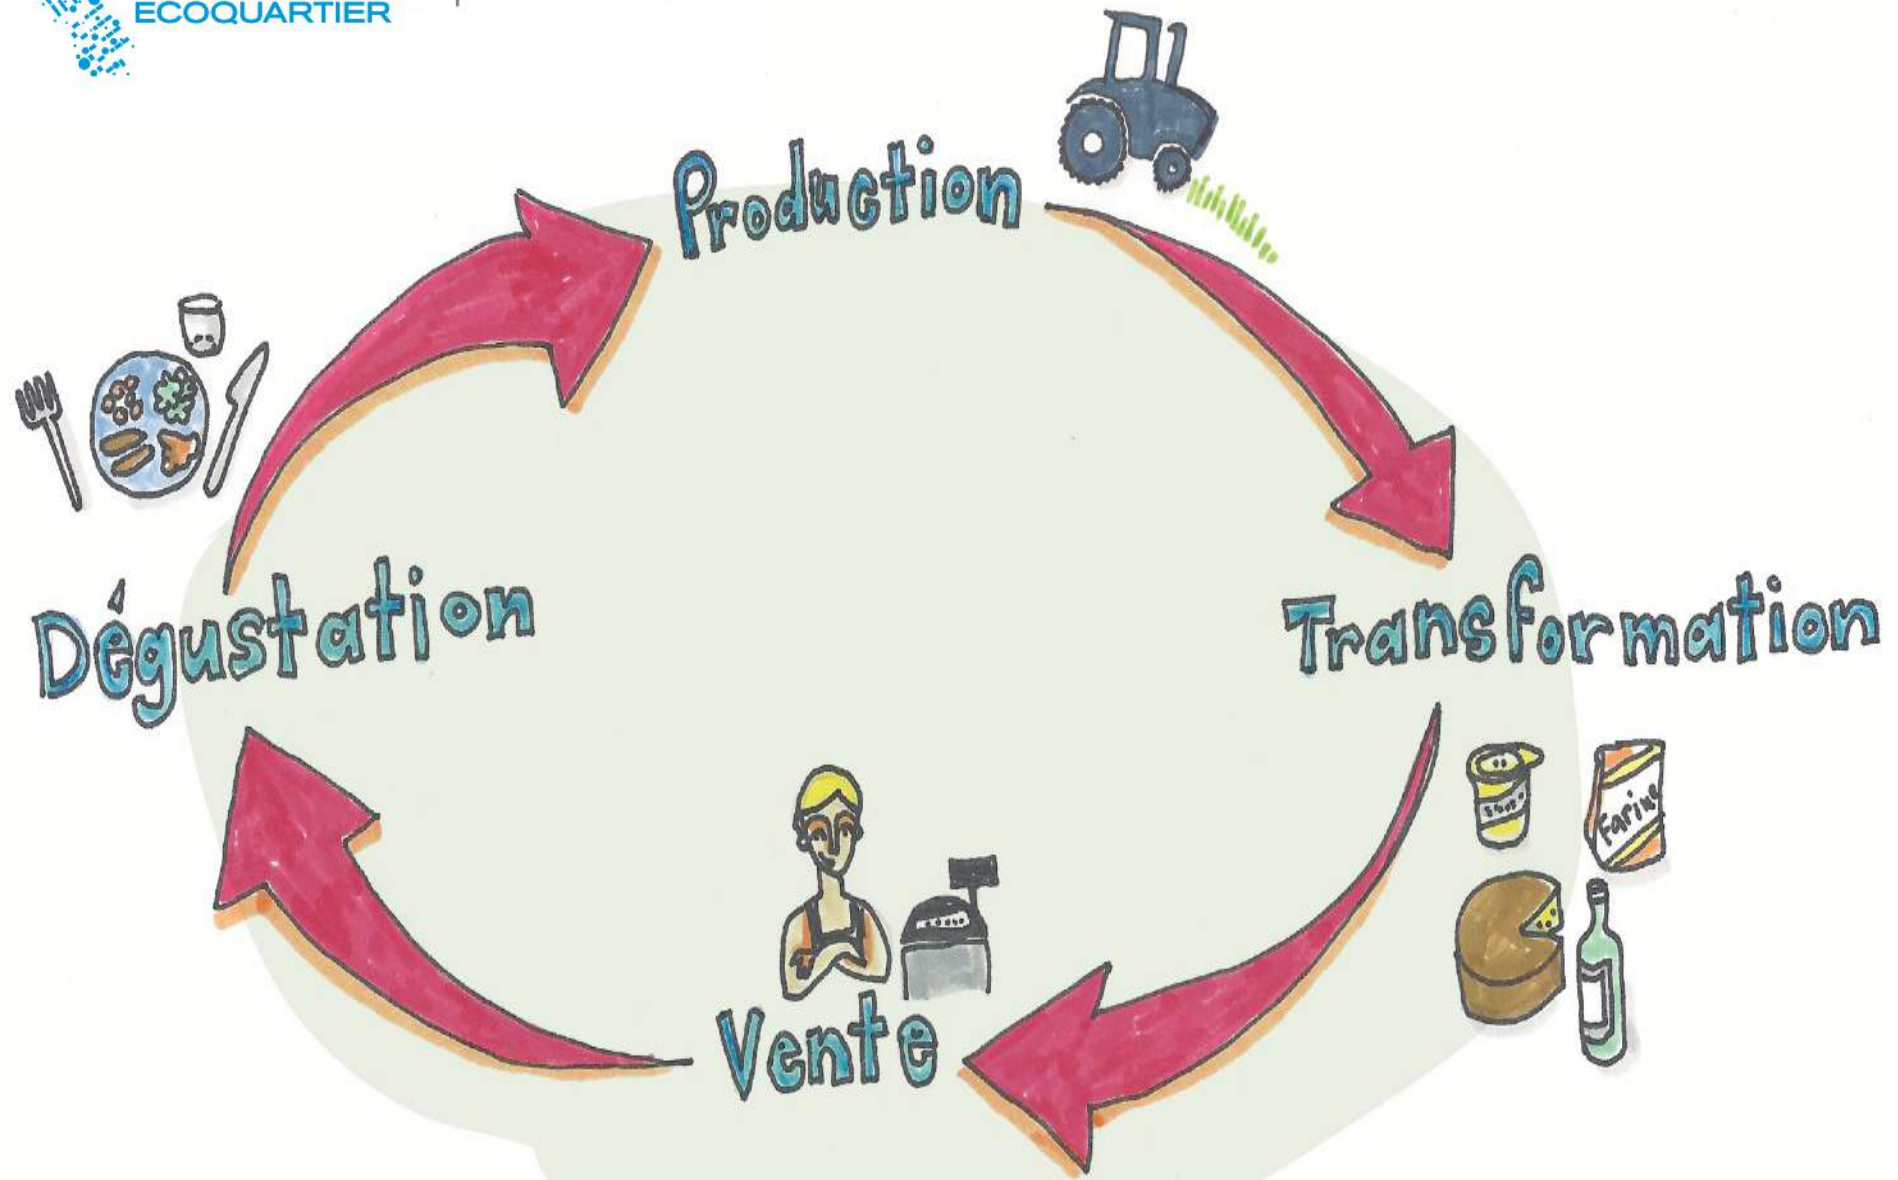 ECOQUARTIER
Production
Dégustation
Transformation
Farine
Vente